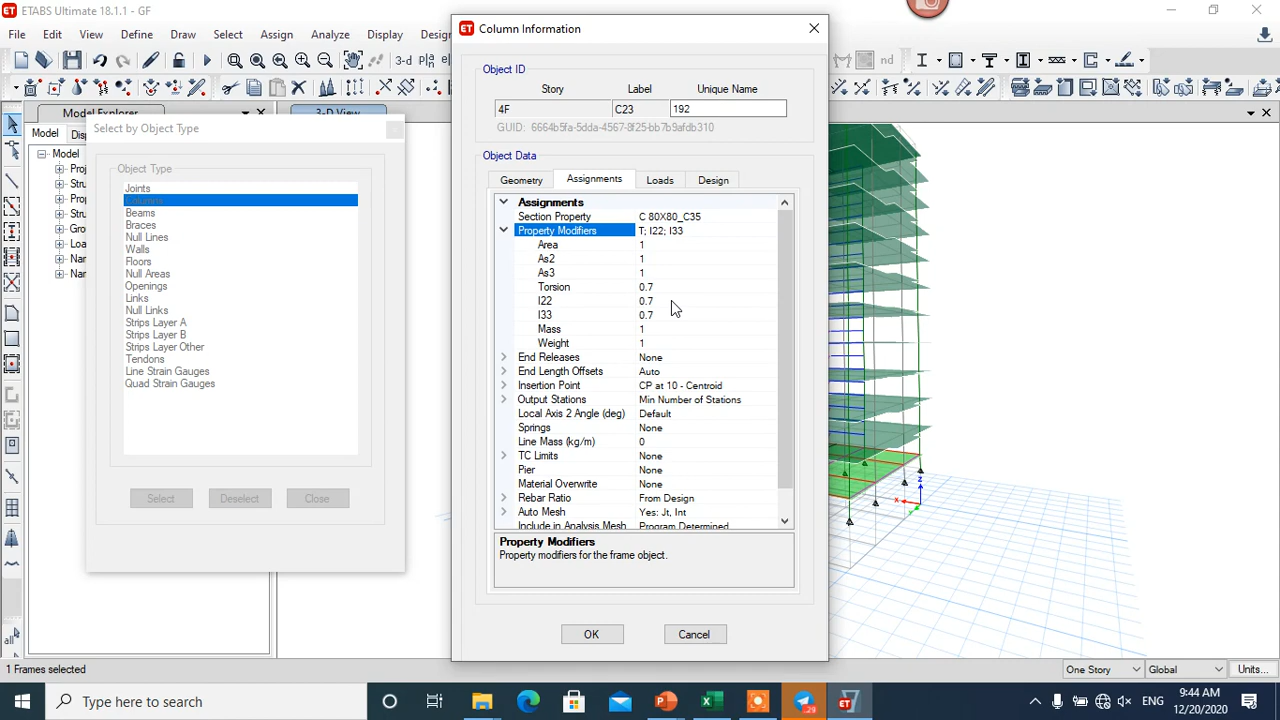 ETABS Ultimate 18.1.1 - GF
File Edit View Define Draw Select Assign Analyze Display Design
3-d
nd
Model Explorer
3-D View
Model
Model
Select by Object Type
Object Type
Joints
Columns
Beams
Braces
Null Lines
Walls
Floors
Null Areas
Openings
Links
Null Links
Strips Layer A
Strips Layer B
Strips Layer Other
Tendons
Line Strain Gauges
Quad Strain Gauges
Select Deselect Close
all
Column Information
Object ID
Story Label Unique Name
4F C23 192
GUID: 6664b5fa-5dda-4567-8f25-bb7b9afdb310
Object Data
Geometry Assignments Loads Design
Assignments
Section Property C 80X80_C35
Property Modifiers T; I22; I33
Area 1
As2 1
As3 1
Torsion 0.7
I22 0.7
I33 0.7
Mass 1
Weight 1
End Releases None
End Length Offsets Auto
Insertion Point CP at 10 - Centroid
Output Stations Min Number of Stations
Local Axis 2 Angle (deg) Default
Springs None
Line Mass (kg/m) 0
TC Limits None
Pier None
Material Overwrite None
Rebar Ratio From Design
Auto Mesh Yes: Jt, Int
Include in Analysis Mesh Program Determined
Property Modifiers
Property modifiers for the frame object.
OK Cancel
Z
X
Y
1 Frames selected
One Story Global Units...
Type here to search
29
ENG
9:44 AM
12/20/2020